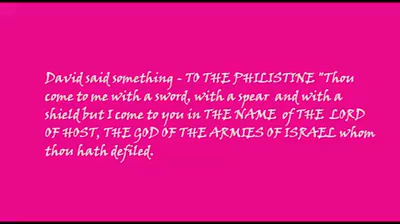 David said something - TO THE PHILISTINE "Thou
come to me with a sword, with a spear and with a
shield but I come to you in THE NAME of THE LORD
OF HOST, THE GOD OF THE ARMIES OF ISRAEL whom
thou hath defiled.